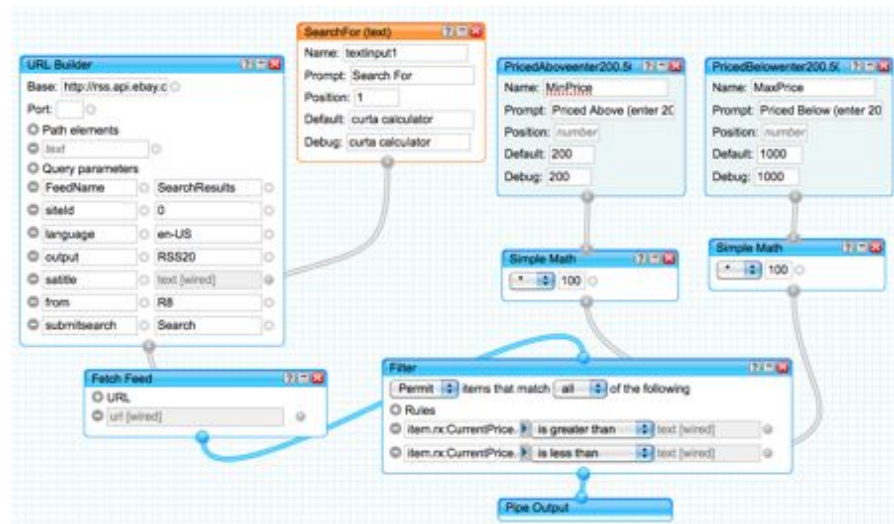 URL Builder
Base: http://rss.api.ebay.c
Port:
Path elements
text
Query parameters
FeedName SearchResults
siteId 0
language en-US
output RSS20
satitle text [wired]
from R8
submitsearch Search
SearchFor (text)
Name: textinput1
Prompt: Search For
Position: 1
Default: curta calculator
Debug: curta calculator
PricedAboveenter200.5(
Name: MinPrice
Prompt: Priced Above (enter 20
Position: number
Default: 200
Debug: 200
PricedBelowenter200.5(
Name: MaxPrice
Prompt: Priced Below (enter 20
Position: number
Default: 1000
Debug: 1000
Simple Math
* 100
Simple Math
* 100
Fetch Feed
URL
url [wired]
Filter
Permit items that match all of the following
Rules
item.rx:CurrentPrice. is greater than text [wired]
item.rx:CurrentPrice. is less than text [wired]
Pipe Output